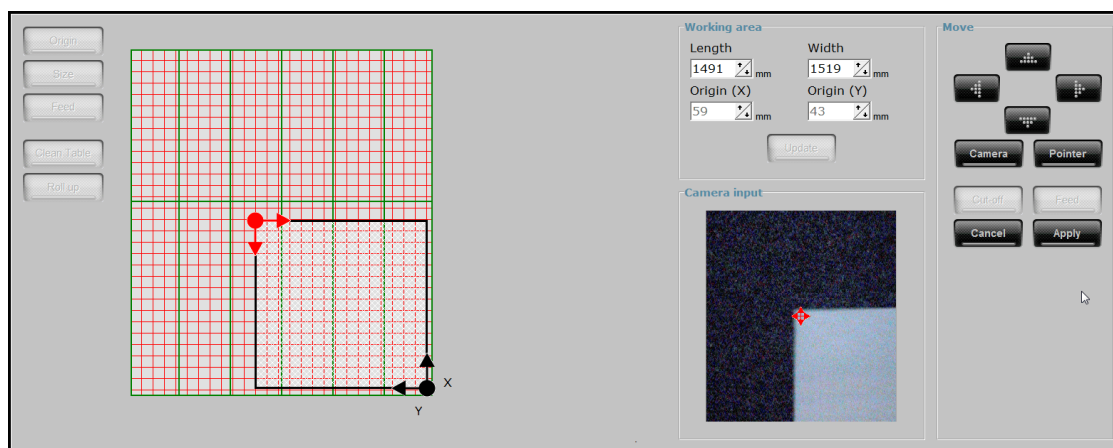 Origin
Size
Feed
Clean Table
Roll up
X
Y
Working area
Length Width
1491 mm 1519 mm
Origin (X) Origin (Y)
59 mm 43 mm
Update
Camera input
Move
Camera Pointer
Cut-off Feed
Cancel Apply